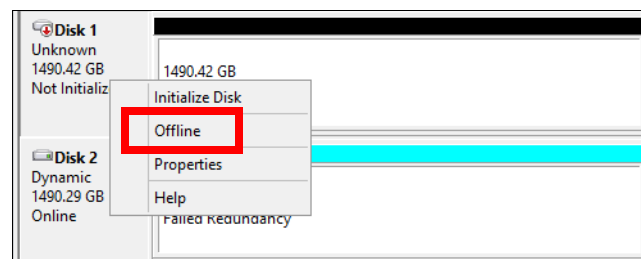 Disk 1
Unknown
1490.42 GB
Not Initializ
1490.42 GB
Initialize Disk
Offline
Properties
Help
Disk 2
Dynamic
1490.29 GB
Online
Failed Redundancy